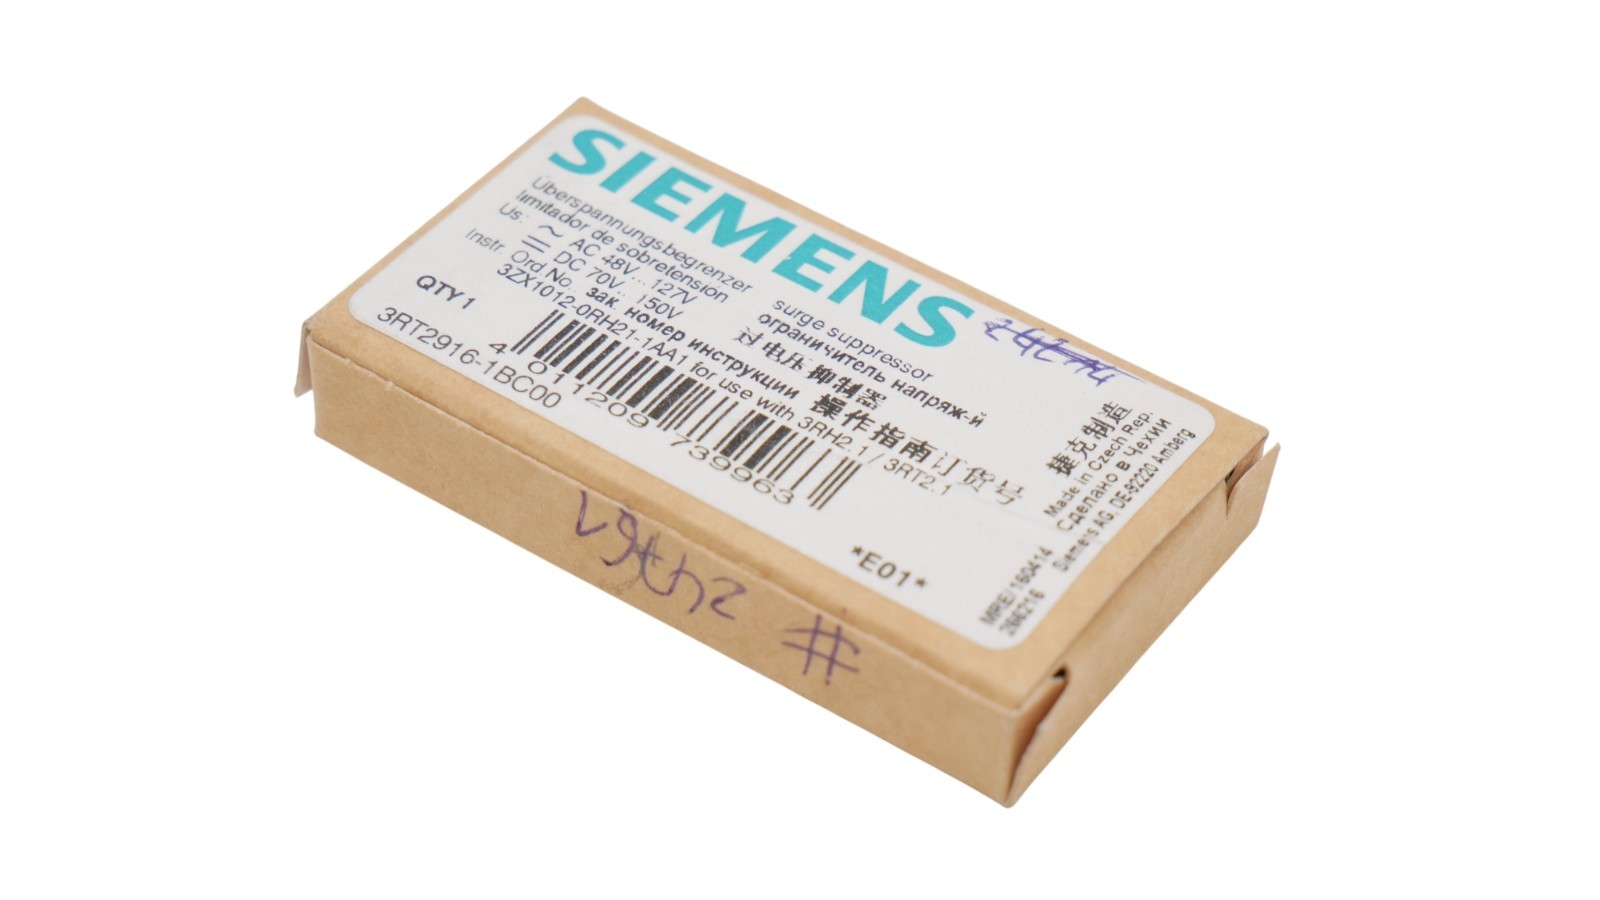 SIEMENS
Überspannungsbegrenzer surge suppressor
limitador de sobretension ограничитель напряж-й
Us: ~ AC 48V... 127V 过电压抑制器
= DC 70V... 150V
Instr. Ord.No. зак. номер инструкции 操作指南订货号
3ZX1012-0RH21-1AA1 for use with 3RH2.1/ 3RT2.1
QTY 1
4 011209 739963
3RT2916-1BC00
*E01*
捷克制造
Made in Czech Rep.
Сделано в Чехии
Siemens AG, DE-92220 Amberg
MRE/ 160414
266216
# 24761